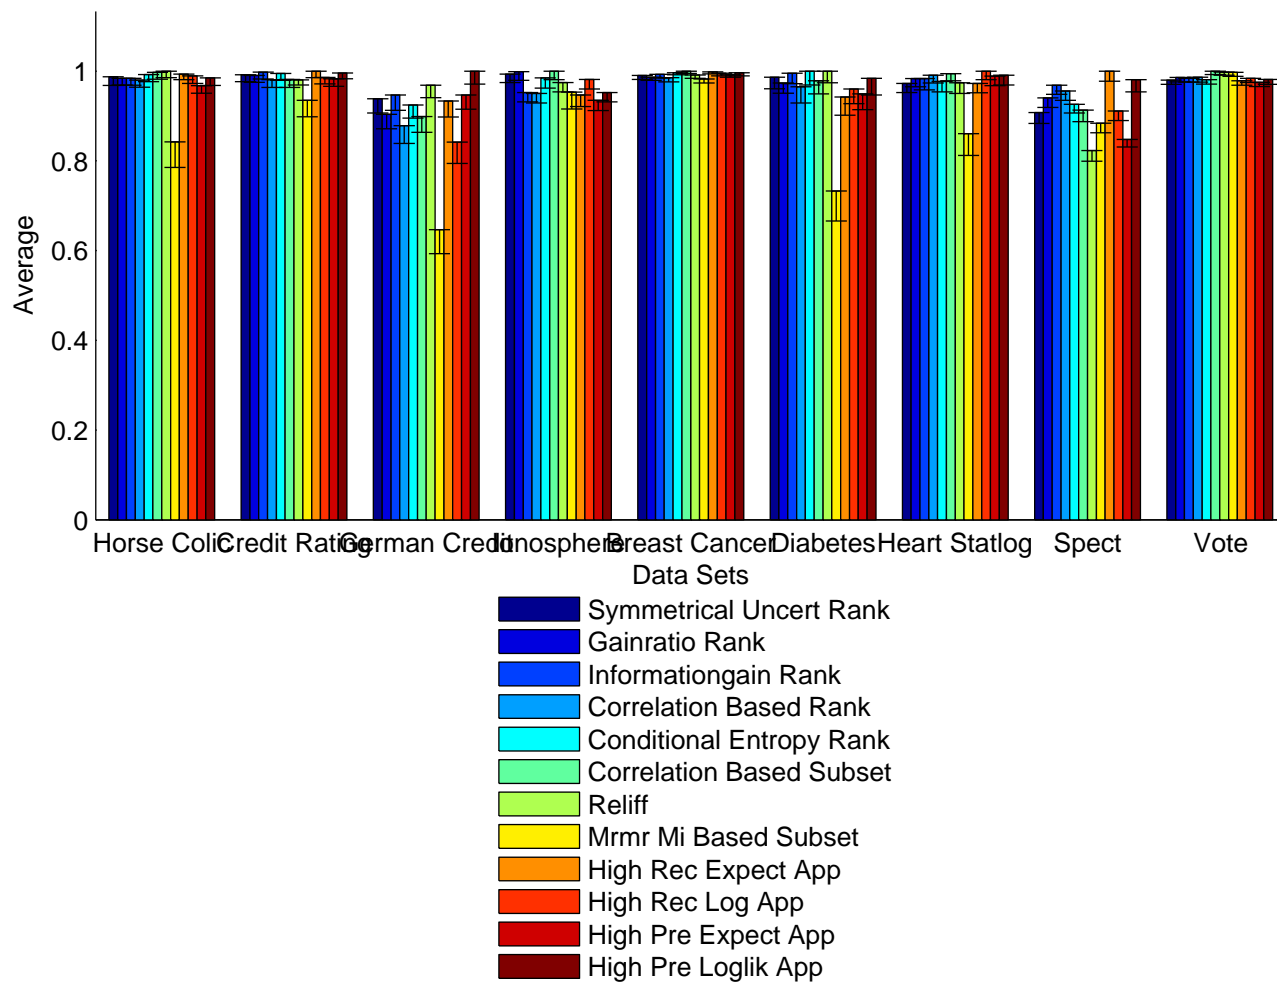 1
0.8
0.6
0.4
0.2
0
Average
Horse Colic Credit Rating German Credit Ionosphere Breast Cancer Diabetes Heart Statlog Spect Vote
Data Sets
Symmetrical Uncert Rank
Gainratio Rank
Informationgain Rank
Correlation Based Rank
Conditional Entropy Rank
Correlation Based Subset
Reliff
Mrmr Mi Based Subset
High Rec Expect App
High Rec Log App
High Pre Expect App
High Pre Loglik App